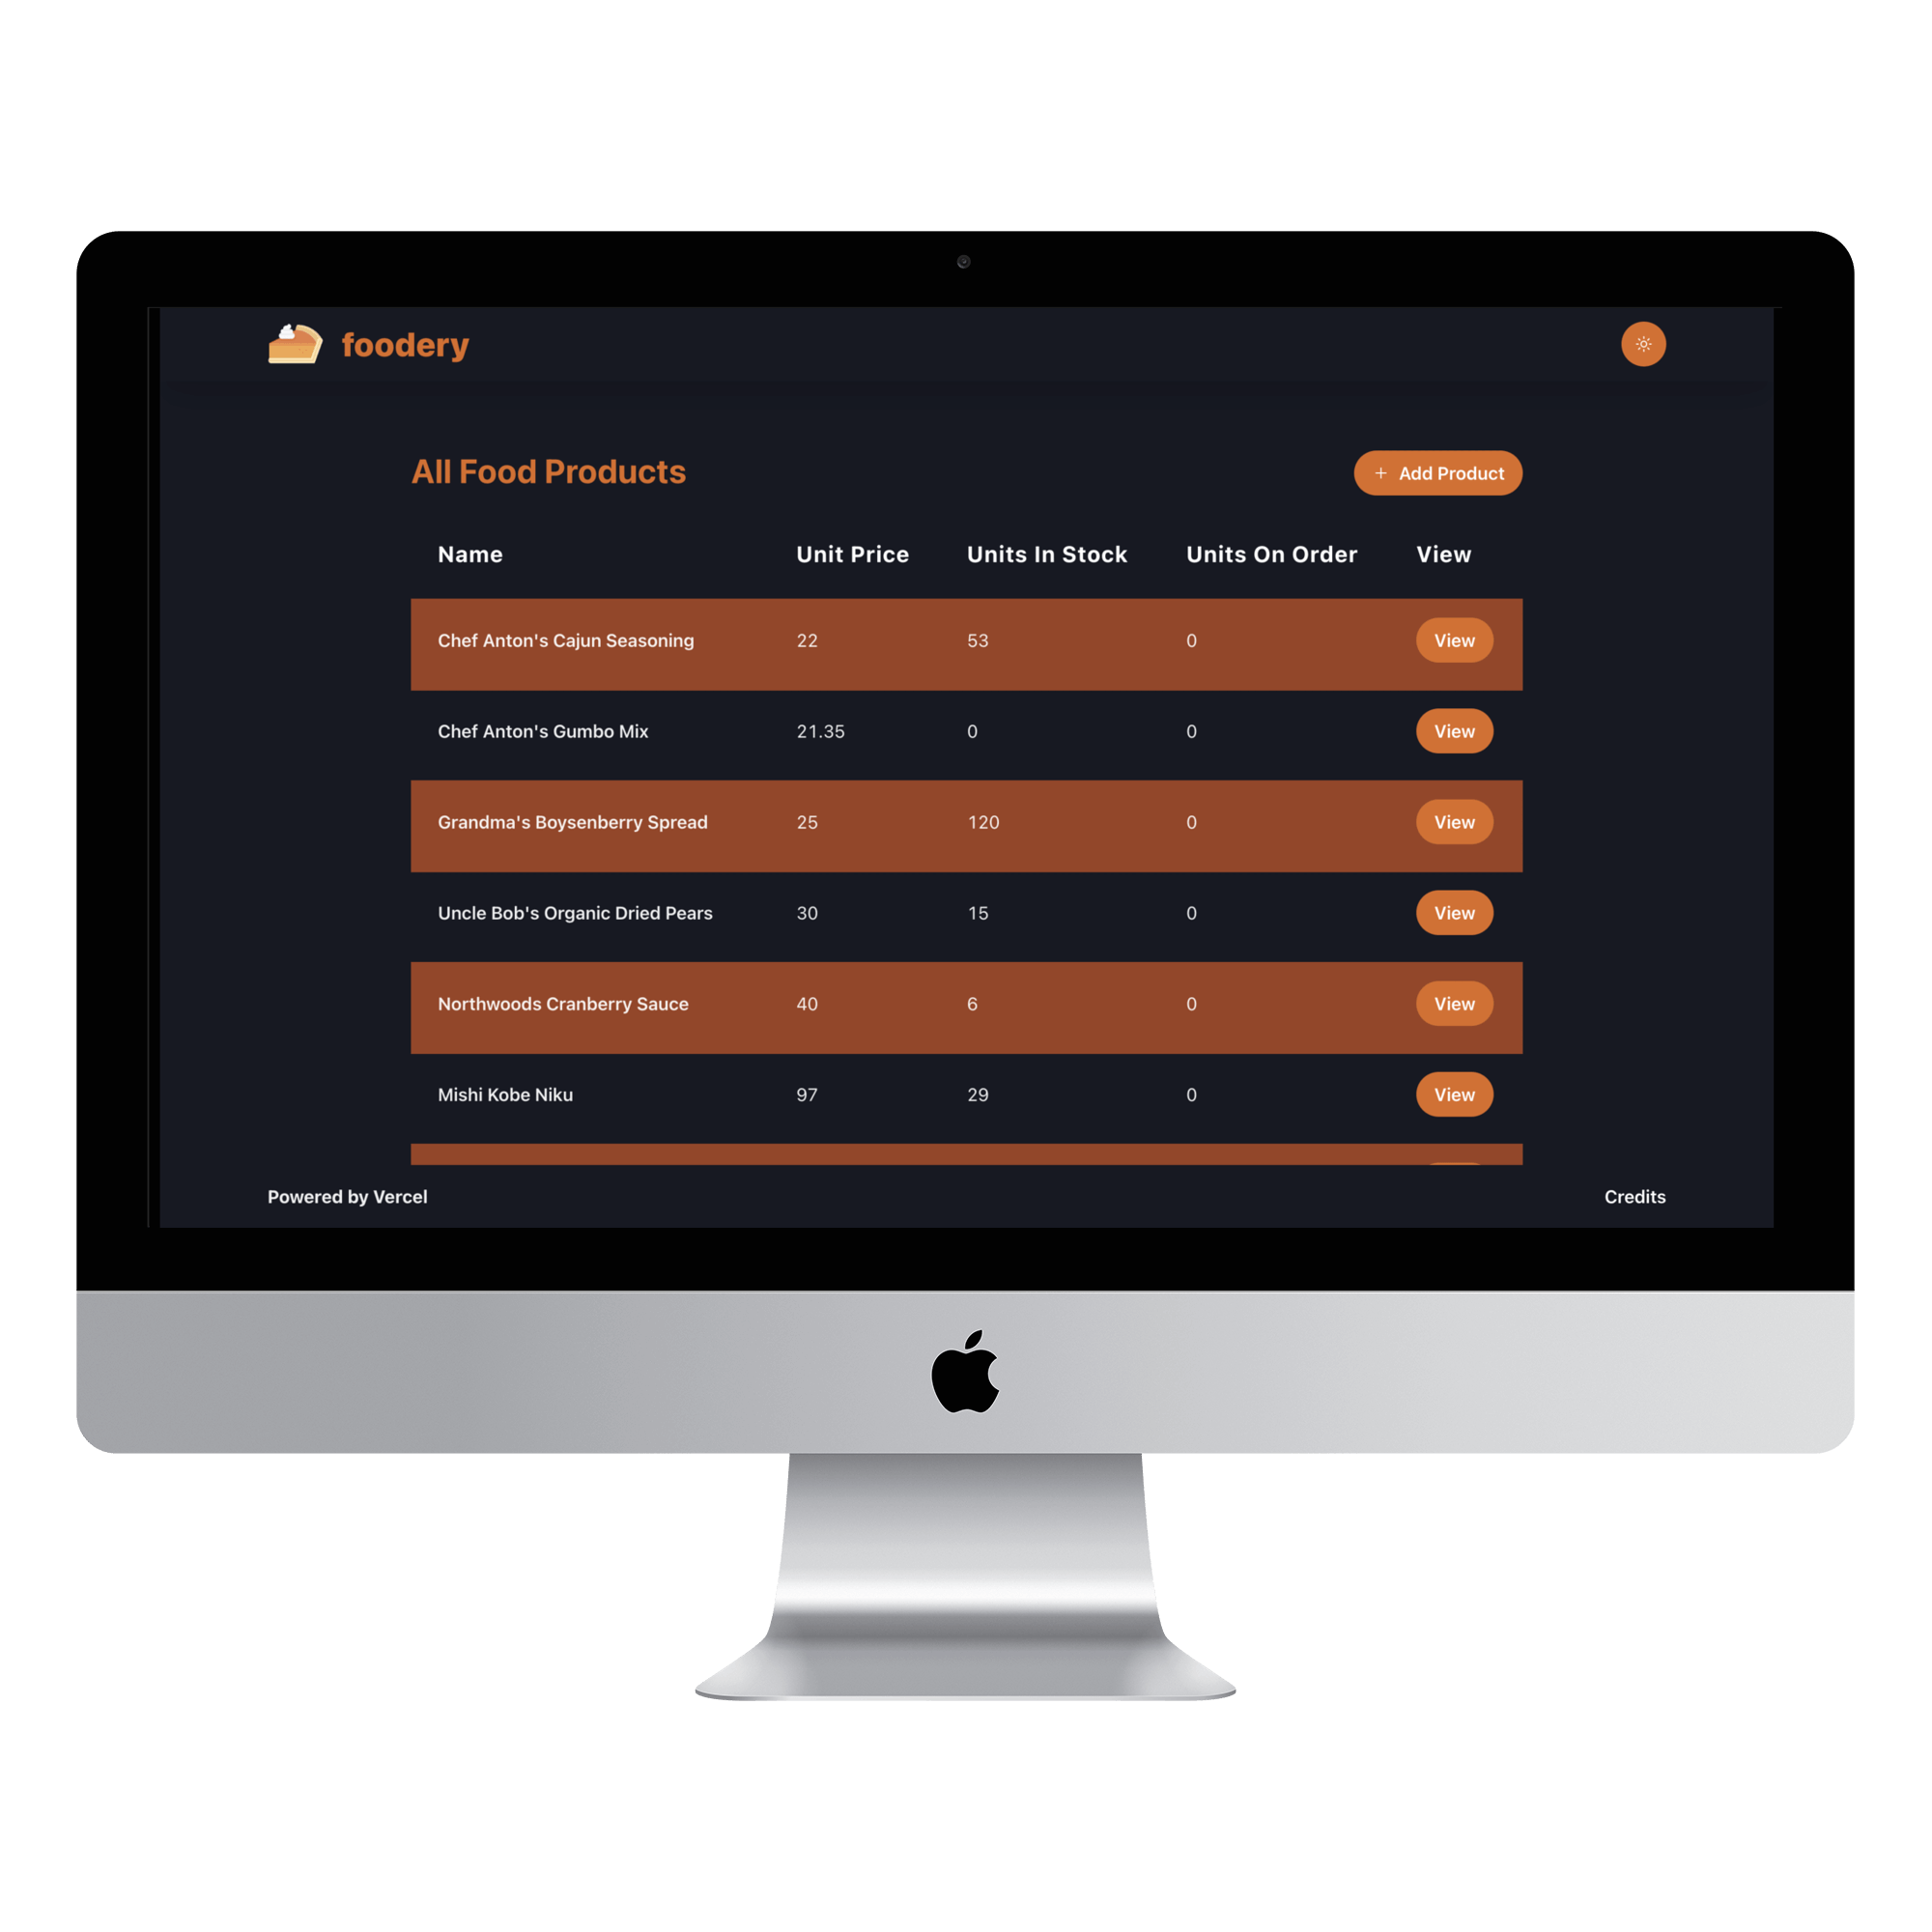 foodery
All Food Products
+ Add Product
Name Unit Price Units In Stock Units On Order View
Chef Anton's Cajun Seasoning 22 53 0 View
Chef Anton's Gumbo Mix 21.35 0 0 View
Grandma's Boysenberry Spread 25 120 0 View
Uncle Bob's Organic Dried Pears 30 15 0 View
Northwoods Cranberry Sauce 40 6 0 View
Mishi Kobe Niku 97 29 0 View
Powered by Vercel Credits